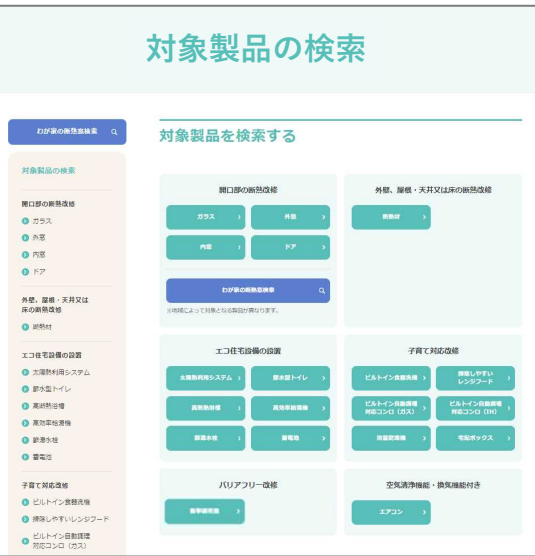 対象製品の検索
わが家の断熱窓検索
対象製品の検索
開口部の断熱改修
ガラス
外窓
内窓
ドア
外壁、屋根・天井又は
床の断熱改修
断熱材
エコ住宅設備の設置
太陽熱利用システム
節水型トイレ
高断熱浴槽
高効率給湯機
節湯水栓
蓄電池
子育て対応改修
ビルトイン食器洗機
掃除しやすいレンジフード
ビルトイン自動調理
対応コンロ（ガス）
対象製品を検索する
開口部の断熱改修
ガラス
外窓
内窓
ドア
わが家の断熱窓検索
※地域によって対象となる製品が異なります。
外壁、屋根・天井又は床の断熱改修
断熱材
エコ住宅設備の設置
太陽熱利用システム
節水型トイレ
高断熱浴槽
高効率給湯機
節湯水栓
蓄電池
子育て対応改修
ビルトイン食器洗機
掃除しやすい
レンジフード
ビルトイン自動調理
対応コンロ（ガス）
ビルトイン自動調理
対応コンロ（IH）
浴室乾燥機
宅配ボックス
バリアフリー改修
空気清浄機能・換気機能付き
エアコン